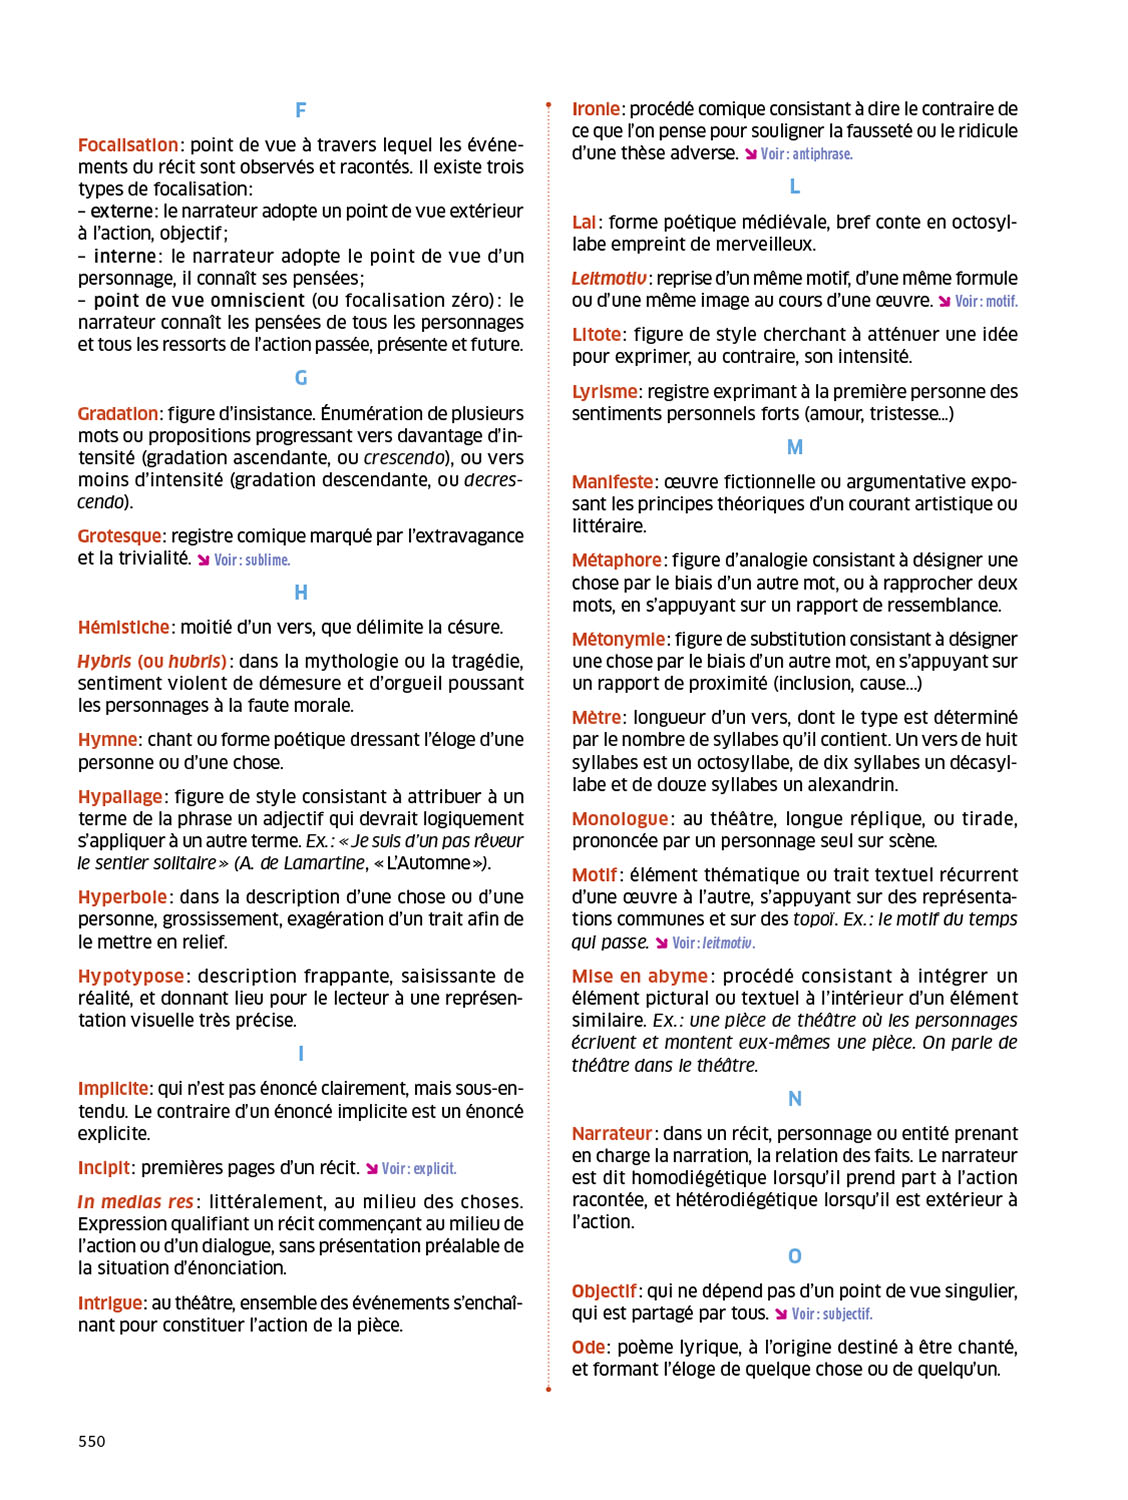 F
Focalisation : point de vue à travers lequel les événe-
ments du récit sont observés et racontés. Il existe trois
types de focalisation :
– externe : le narrateur adopte un point de vue extérieur
à l’action, objectif ;
– interne : le narrateur adopte le point de vue d’un
personnage, il connaît ses pensées ;
– point de vue omniscient (ou focalisation zéro) : le
narrateur connaît les pensées de tous les personnages
et tous les ressorts de l’action passée, présente et future.
G
Gradation : figure d’insistance. Énumération de plusieurs
mots ou propositions progressant vers davantage d’in-
tensité (gradation ascendante, ou crescendo), ou vers
moins d’intensité (gradation descendante, ou decres-
cendo).
Grotesque : registre comique marqué par l’extravagance
et la trivialité. ↘ Voir : sublime.
H
Hémistiche : moitié d’un vers, que délimite la césure.
Hybris (ou hubris) : dans la mythologie ou la tragédie,
sentiment violent de démesure et d’orgueil poussant
les personnages à la faute morale.
Hymne : chant ou forme poétique dressant l’éloge d’une
personne ou d’une chose.
Hypallage : figure de style consistant à attribuer à un
terme de la phrase un adjectif qui devrait logiquement
s’appliquer à un autre terme. Ex. : « Je suis d’un pas rêveur
le sentier solitaire » (A. de Lamartine, « L’Automne »).
Hyperbole : dans la description d’une chose ou d’une
personne, grossissement, exagération d’un trait afin de
le mettre en relief.
Hypotypose : description frappante, saisissante de
réalité, et donnant lieu pour le lecteur à une représen-
tation visuelle très précise.
I
Implicite : qui n’est pas énoncé clairement, mais sous-en-
tendu. Le contraire d’un énoncé implicite est un énoncé
explicite.
Incipit : premières pages d’un récit. ↘ Voir : explicit.
In medias res : littéralement, au milieu des choses.
Expression qualifiant un récit commençant au milieu de
l’action ou d’un dialogue, sans présentation préalable de
la situation d’énonciation.
Intrigue : au théâtre, ensemble des événements s’enchaî-
nant pour constituer l’action de la pièce.
Ironie : procédé comique consistant à dire le contraire de
ce que l’on pense pour souligner la fausseté ou le ridicule
d’une thèse adverse. ↘ Voir : antiphrase.
L
Lai : forme poétique médiévale, bref conte en octosyl-
labe empreint de merveilleux.
Leitmotiv : reprise d’un même motif, d’une même formule
ou d’une même image au cours d’une œuvre. ↘ Voir : motif.
Litote : figure de style cherchant à atténuer une idée
pour exprimer, au contraire, son intensité.
Lyrisme : registre exprimant à la première personne des
sentiments personnels forts (amour, tristesse...)
M
Manifeste : œuvre fictionnelle ou argumentative expo-
sant les principes théoriques d’un courant artistique ou
littéraire.
Métaphore : figure d’analogie consistant à désigner une
chose par le biais d’un autre mot, ou à rapprocher deux
mots, en s’appuyant sur un rapport de ressemblance.
Métonymie : figure de substitution consistant à désigner
une chose par le biais d’un autre mot, en s’appuyant sur
un rapport de proximité (inclusion, cause...)
Mètre : longueur d’un vers, dont le type est déterminé
par le nombre de syllabes qu’il contient. Un vers de huit
syllabes est un octosyllabe, de dix syllabes un décasyl-
labe et de douze syllabes un alexandrin.
Monologue : au théâtre, longue réplique, ou tirade,
prononcée par un personnage seul sur scène.
Motif : élément thématique ou trait textuel récurrent
d’une œuvre à l’autre, s’appuyant sur des représenta-
tions communes et sur des topoï. Ex. : le motif du temps
qui passe. ↘ Voir : leitmotiv.
Mise en abyme : procédé consistant à intégrer un
élément pictural ou textuel à l’intérieur d’un élément
similaire. Ex. : une pièce de théâtre où les personnages
écrivent et montent eux-mêmes une pièce. On parle de
théâtre dans le théâtre.
N
Narrateur : dans un récit, personnage ou entité prenant
en charge la narration, la relation des faits. Le narrateur
est dit homodiégétique lorsqu’il prend part à l’action
racontée, et hétérodiégétique lorsqu’il est extérieur à
l’action.
O
Objectif : qui ne dépend pas d’un point de vue singulier,
qui est partagé par tous. ↘ Voir : subjectif.
Ode : poème lyrique, à l’origine destiné à être chanté,
et formant l’éloge de quelque chose ou de quelqu’un.
550